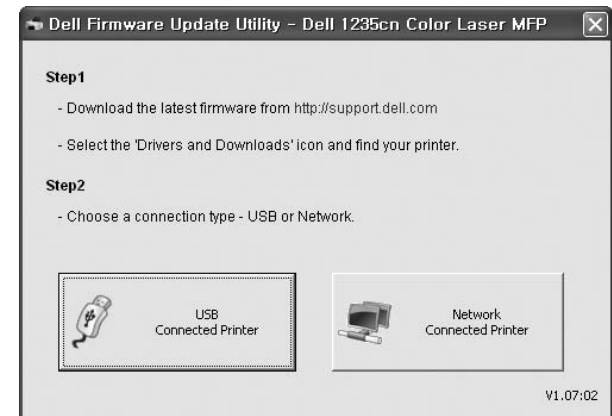 Dell Firmware Update Utility - Dell 1235cn Color Laser MFP
Step1
- Download the latest firmware from http://support.dell.com
- Select the 'Drivers and Downloads' icon and find your printer.
Step2
- Choose a connection type - USB or Network.
USB
Connected Printer
Network
Connected Printer
V1.07:02